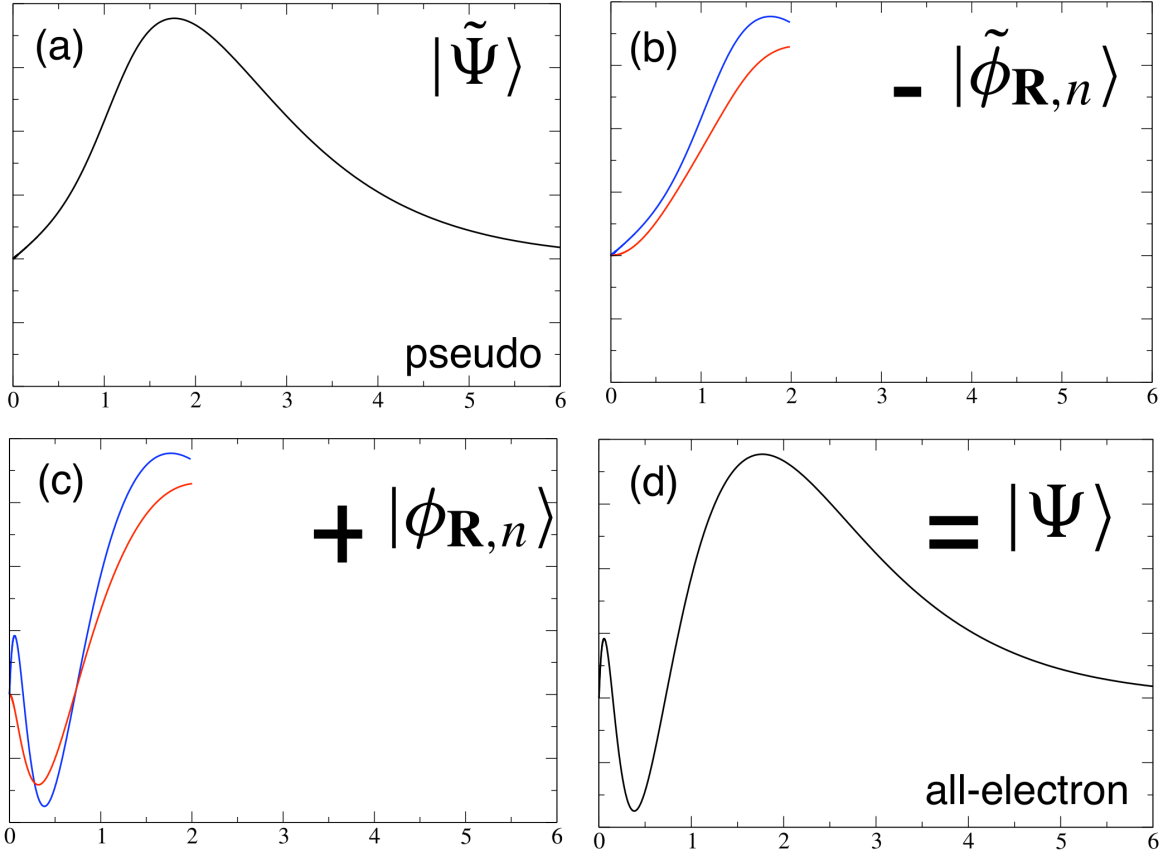 (a) |Ψ̃⟩
pseudo
0 1 2 3 4 5 6
(b) - |ϕ̃R,n⟩
0 1 2 3 4 5 6
(c) + |ϕR,n⟩
0 1 2 3 4 5 6
(d) = |Ψ⟩
all-electron
0 1 2 3 4 5 6